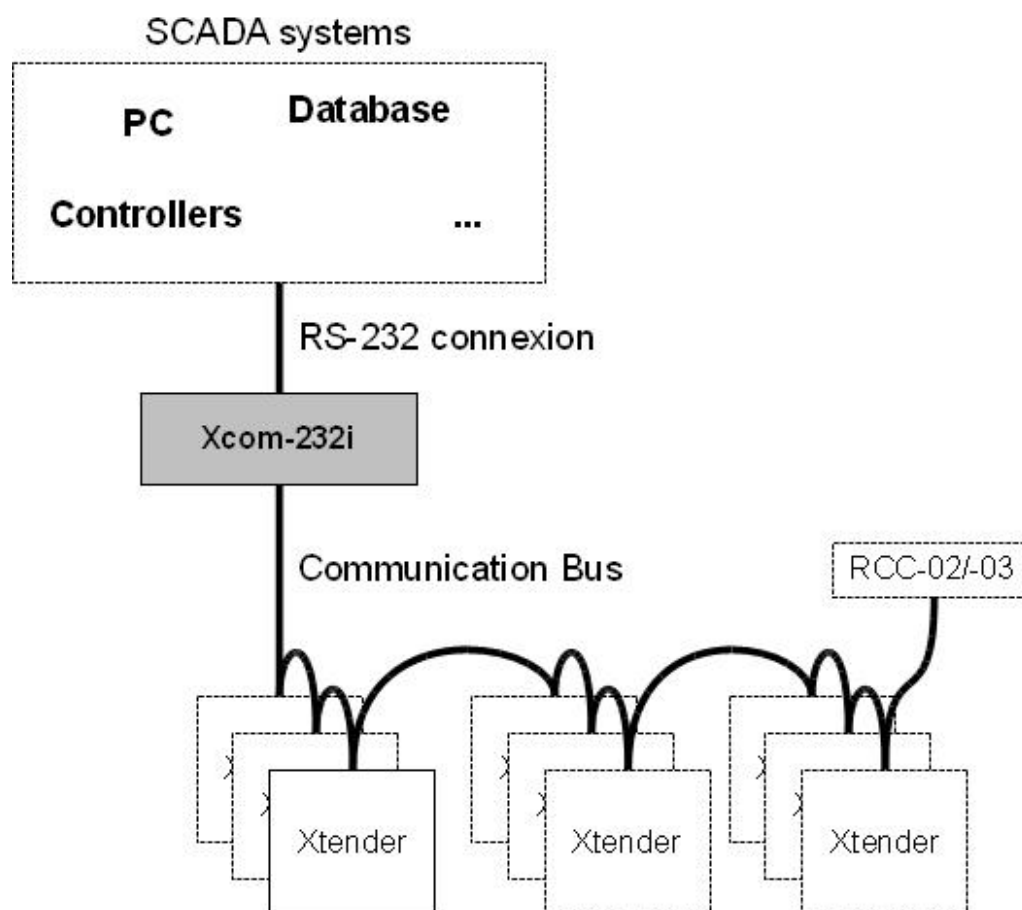 SCADA systems
PC
Database
Controllers
...
RS-232 connexion
Xcom-232i
Communication Bus
RCC-02/-03
X
X
Xtender
X
X
Xtender
X
X
Xtender